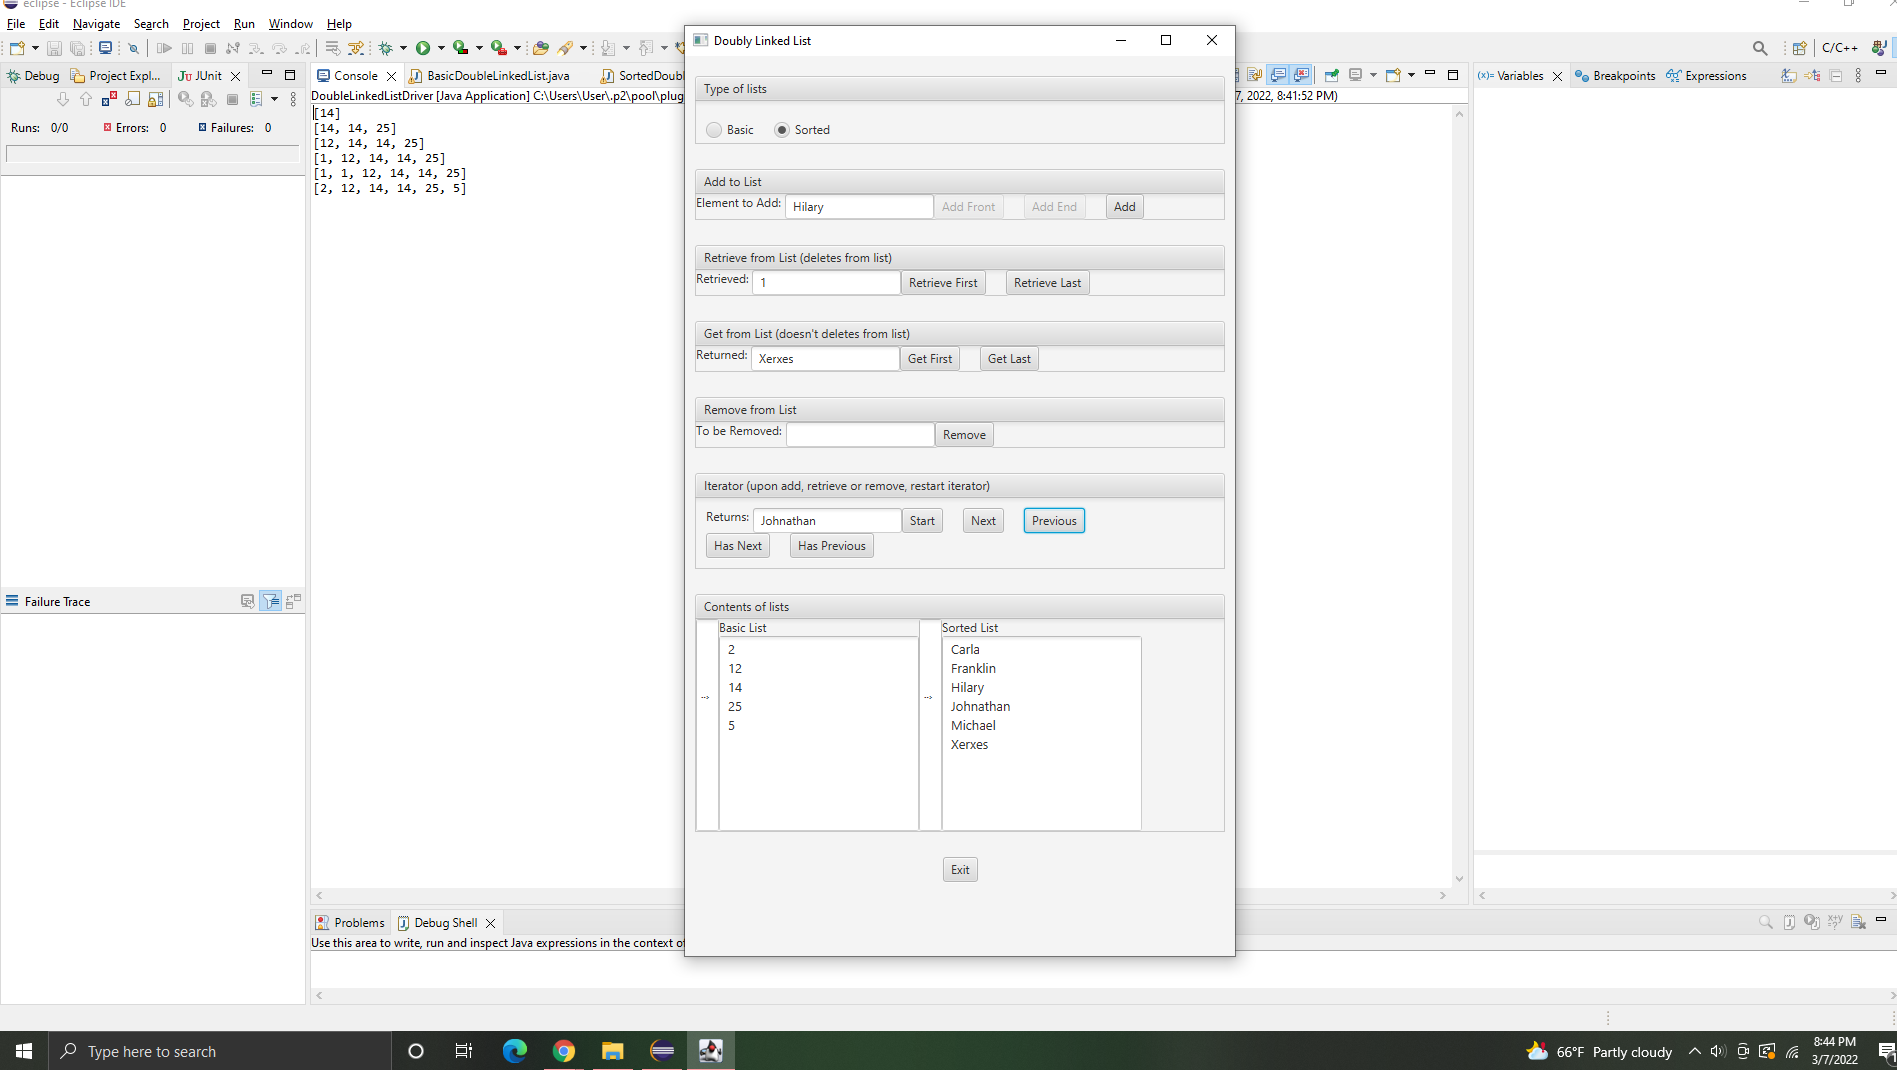 eclipse - Eclipse IDE
File Edit Navigate Search Project Run Window Help
C/C++
Debug Project Expl... JUnit
Runs: 0/0 Errors: 0 Failures: 0
Failure Trace
Console BasicDoubleLinkedList.java SortedDoubl
DoubleLinkedListDriver [Java Application] C:\Users\User\.p2\pool\plug
7, 2022, 8:41:52 PM)
[14]
[14, 14, 25]
[12, 14, 14, 25]
[1, 12, 14, 14, 25]
[1, 1, 12, 14, 14, 25]
[2, 12, 14, 14, 25, 5]
Doubly Linked List
Type of lists
Basic Sorted
Add to List
Element to Add: Hilary Add Front Add End Add
Retrieve from List (deletes from list)
Retrieved: 1 Retrieve First Retrieve Last
Get from List (doesn't deletes from list)
Returned: Xerxes Get First Get Last
Remove from List
To be Removed: Remove
Iterator (upon add, retrieve or remove, restart iterator)
Returns: Johnathan Start Next Previous
Has Next Has Previous
Contents of lists
Basic List
2
12
14
25
5
Sorted List
Carla
Franklin
Hilary
Johnathan
Michael
Xerxes
Exit
(x)= Variables Breakpoints Expressions
Problems Debug Shell
Use this area to write, run and inspect Java expressions in the context of
Type here to search
66°F Partly cloudy
8:44 PM
3/7/2022
1